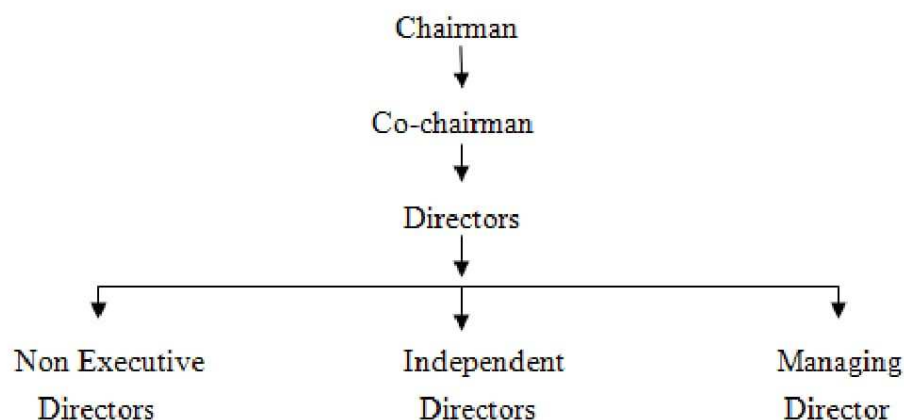 Chairman
Co-chairman
Directors
Non Executive
Directors
Independent
Directors
Managing
Director